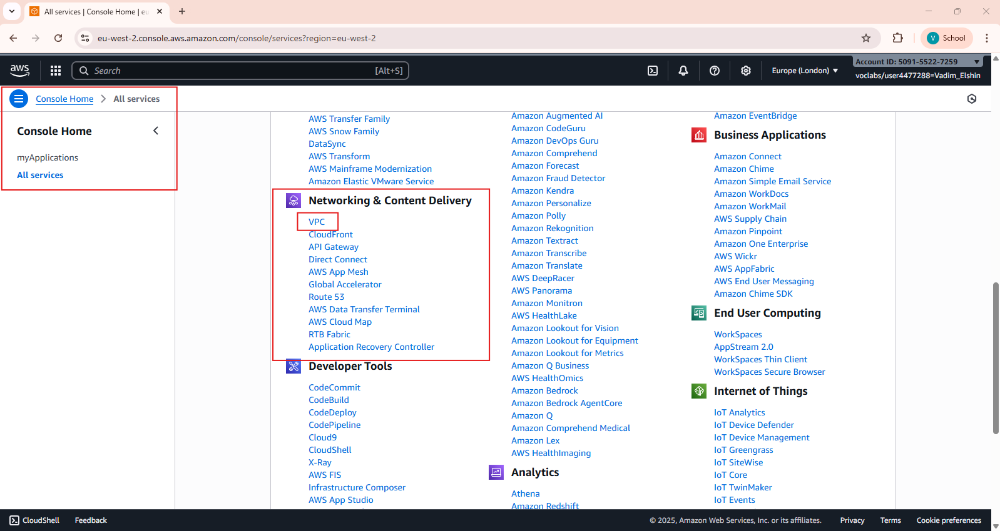 All services | Console Home | eu
eu-west-2.console.aws.amazon.com/console/services?region=eu-west-2
V School
aws
Search [Alt+S]
Europe (London)
Account ID: 5091-5522-7259
voclabs/user4477288=Vadim_Elshin
Console Home > All services
Console Home
myApplications
All services
AWS Transfer Family
AWS Snow Family
DataSync
AWS Transform
AWS Mainframe Modernization
Amazon Elastic VMware Service
Networking & Content Delivery
VPC
CloudFront
API Gateway
Direct Connect
AWS App Mesh
Global Accelerator
Route 53
AWS Data Transfer Terminal
AWS Cloud Map
RTB Fabric
Application Recovery Controller
Developer Tools
CodeCommit
CodeBuild
CodeDeploy
CodePipeline
Cloud9
CloudShell
X-Ray
AWS FIS
Infrastructure Composer
AWS App Studio
Amazon Augmented AI
Amazon CodeGuru
Amazon DevOps Guru
Amazon Comprehend
Amazon Forecast
Amazon Fraud Detector
Amazon Kendra
Amazon Personalize
Amazon Polly
Amazon Rekognition
Amazon Textract
Amazon Transcribe
Amazon Translate
AWS DeepRacer
AWS Panorama
Amazon Monitron
AWS HealthLake
Amazon Lookout for Vision
Amazon Lookout for Equipment
Amazon Lookout for Metrics
Amazon Q Business
AWS HealthOmics
Amazon Bedrock
Amazon Bedrock AgentCore
Amazon Q
Amazon Comprehend Medical
Amazon Lex
AWS HealthImaging
Analytics
Athena
Amazon Redshift
Amazon EventBridge
Business Applications
Amazon Connect
Amazon Chime
Amazon Simple Email Service
Amazon WorkDocs
Amazon WorkMail
AWS Supply Chain
Amazon Pinpoint
Amazon One Enterprise
AWS Wickr
AWS AppFabric
AWS End User Messaging
Amazon Chime SDK
End User Computing
WorkSpaces
AppStream 2.0
WorkSpaces Thin Client
WorkSpaces Secure Browser
Internet of Things
IoT Analytics
IoT Device Defender
IoT Device Management
IoT Greengrass
IoT SiteWise
IoT Core
IoT TwinMaker
IoT Events
CloudShell Feedback © 2025, Amazon Web Services, Inc. or its affiliates. Privacy Terms Cookie preferences